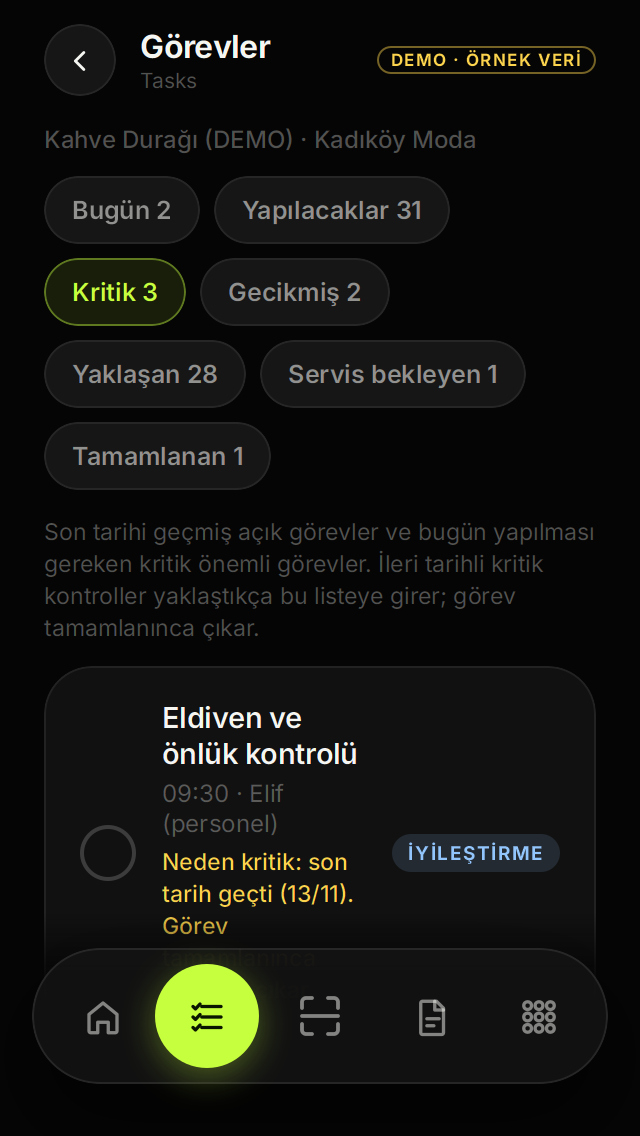 Görevler
Tasks
DEMO · ÖRNEK VERİ
Kahve Durağı (DEMO) · Kadıköy Moda
Bugün 2
Yapılacaklar 31
Kritik 3
Gecikmiş 2
Yaklaşan 28
Servis bekleyen 1
Tamamlanan 1
Son tarihi geçmiş açık görevler ve bugün yapılması
gereken kritik önemli görevler. İleri tarihli kritik
kontroller yaklaştıkça bu listeye girer; görev
tamamlanınca çıkar.
Eldiven ve
önlük kontrolü
09:30 · Elif
(personel)
Neden kritik: son
tarih geçti (13/11).
Görev
tamamlanınca
İYİLEŞTİRME